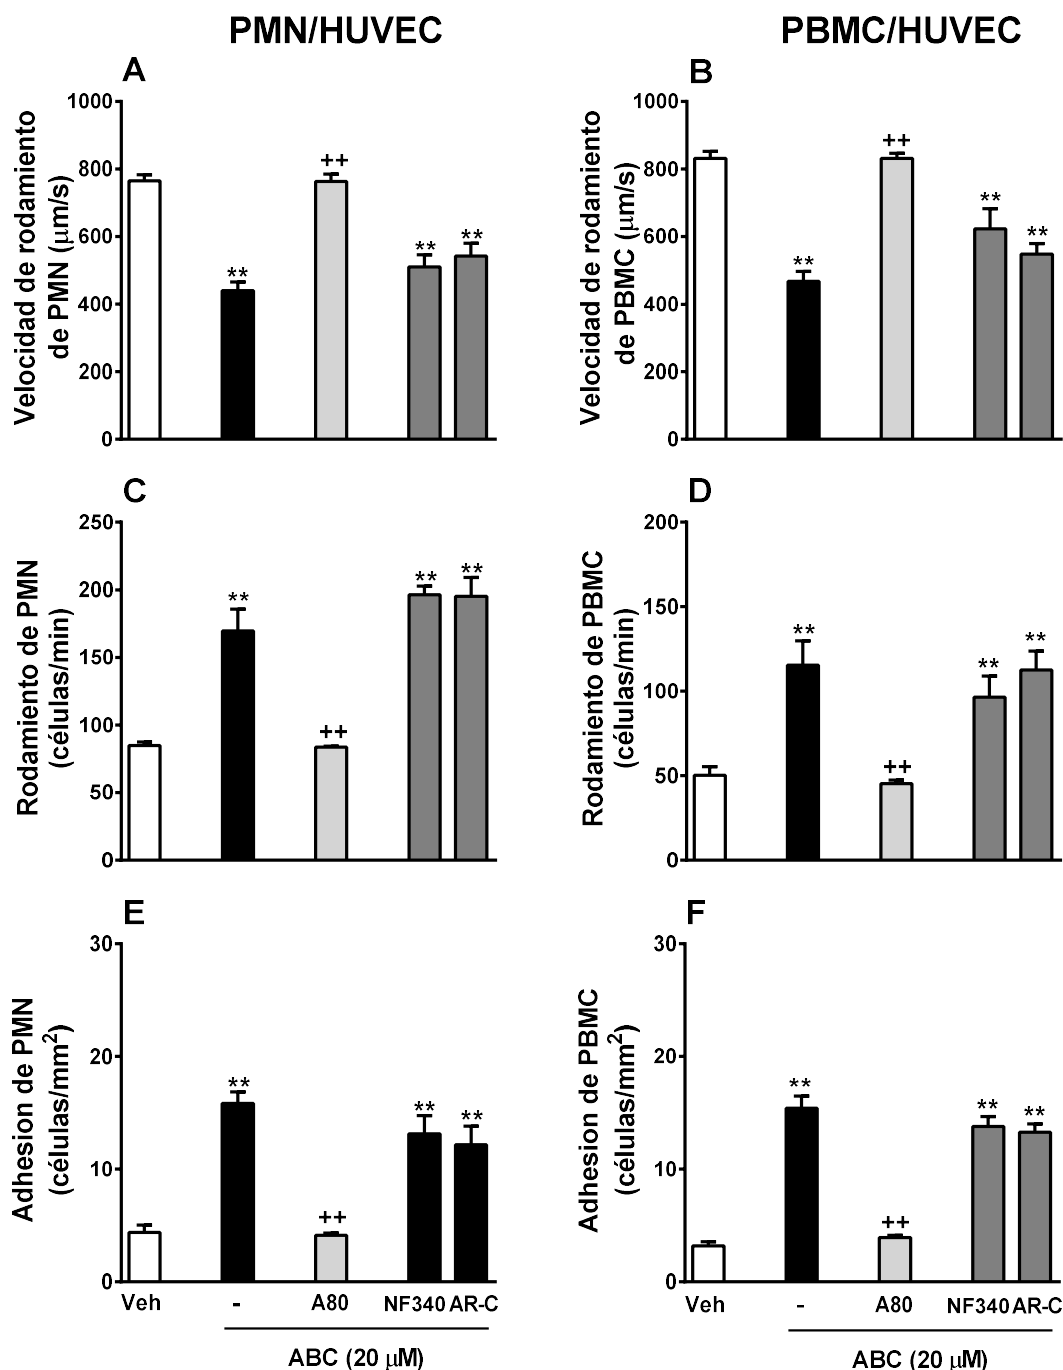 PMN/HUVEC
PBMC/HUVEC
A
Velocidad de rodamiento
de PMN (μm/s)
1000
800
600
400
200
0
**
++
**
**
B
Velocidad de rodamiento
de PBMC (μm/s)
1000
800
600
400
200
0
**
++
**
**
C
Rodamiento de PMN
(células/min)
250
200
150
100
50
0
**
++
**
**
D
Rodamiento de PBMC
(células/min)
200
150
100
50
0
**
++
**
**
E
Adhesion de PMN
(células/mm²)
30
20
10
0
**
++
**
**
Veh - A80 NF340 AR-C
ABC (20 μM)
F
Adhesion de PBMC
(células/mm²)
30
20
10
0
**
++
**
**
Veh - A80 NF340 AR-C
ABC (20 μM)